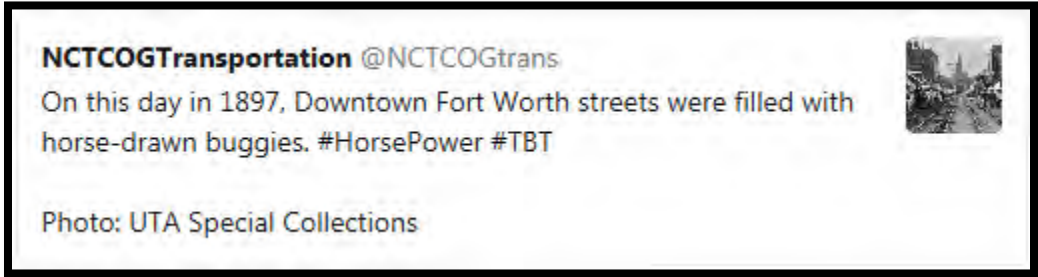 NCTCOGTransportation @NCTCOGtrans
On this day in 1897, Downtown Fort Worth streets were filled with
horse-drawn buggies. #HorsePower #TBT
Photo: UTA Special Collections